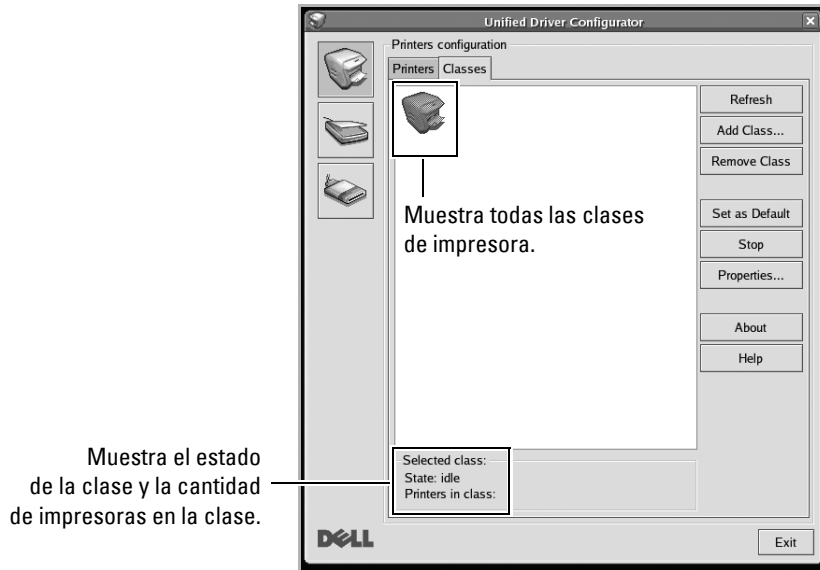 Unified Driver Configurator
Printers configuration
Printers Classes
Refresh
Add Class...
Remove Class
Muestra todas las clases
de impresora.
Set as Default
Stop
Properties...
About
Help
Muestra el estado
de la clase y la cantidad
de impresoras en la clase.
Selected class:
State: idle
Printers in class:
DELL
Exit